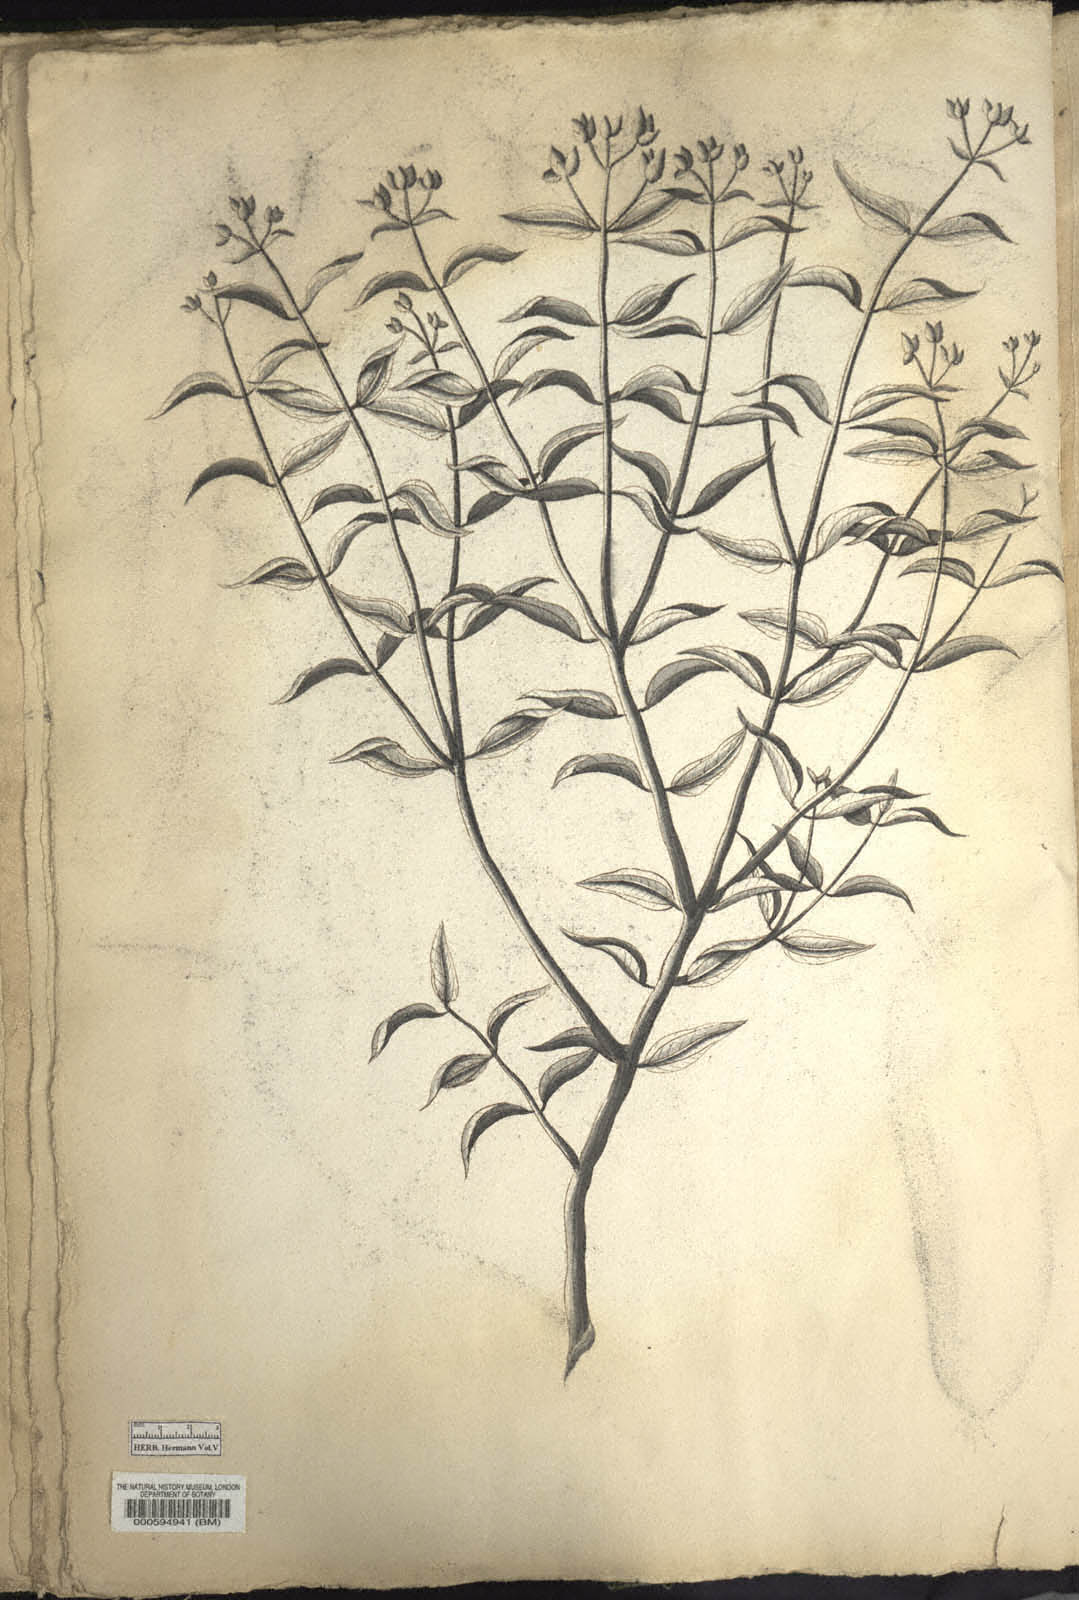 HERB. Hermann Vol.V
THE NATURAL HISTORY MUSEUM, LONDON
DEPARTMENT OF BOTANY
000594941 (BM)